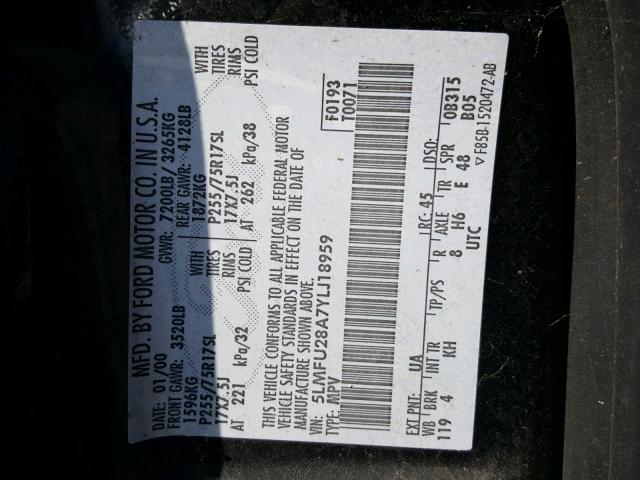 MFD. BY FORD MOTOR CO. IN U.S.A.
DATE: 01/00 GVWR: 7200LB/ 3265KG
FRONT GAWR: 3520LB REAR GAWR: 4128LB
1596KG WITH 1872KG WITH
P255/75R17SL TIRES P255/75R17SL TIRES
17X7.5J RIMS 17X7.5J RIMS
AT 221 kPa/32 PSI COLD AT 262 kPa/38 PSI COLD
THIS VEHICLE CONFORMS TO ALL APPLICABLE FEDERAL MOTOR
VEHICLE SAFETY STANDARDS IN EFFECT ON THE DATE OF
MANUFACTURE SHOWN ABOVE.
VIN: 5LMFU28A7YLJ18959
TYPE: MPV
F0193
T0071
EXT PNT: UA RC: 45 DSO:
WB BRK INT TR TP/PS R AXLE TR SPR 0B315
119 4 KH 8 H6 E 48 B05
UTC
▽ F85B-1520472-AB